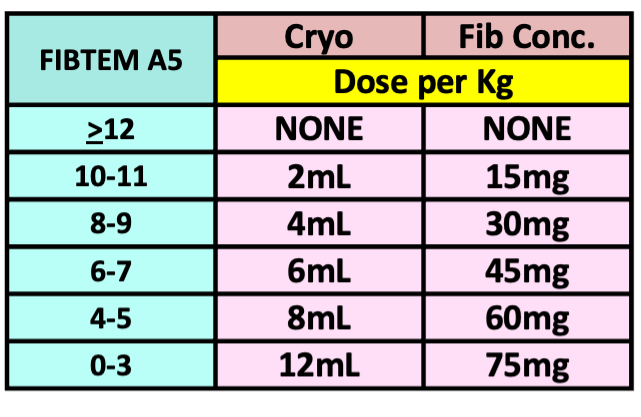 FIBTEM A5 Cryo Fib Conc.
Dose per Kg
≥12 NONE NONE
10-11 2mL 15mg
8-9 4mL 30mg
6-7 6mL 45mg
4-5 8mL 60mg
0-3 12mL 75mg